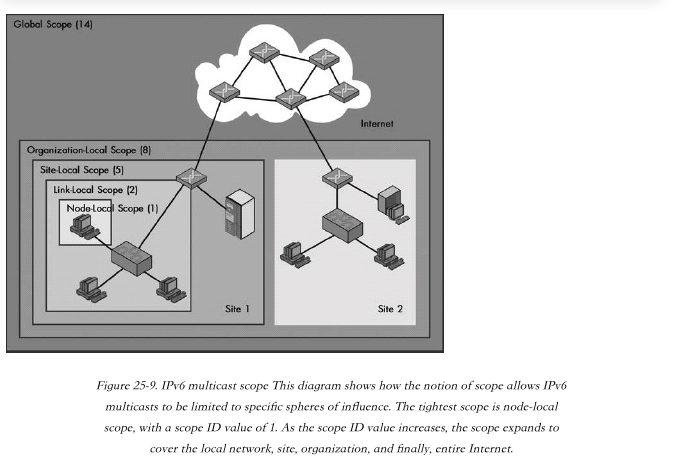 Global Scope (14)
Internet
Organization-Local Scope (8)
Site-Local Scope (5)
Link-Local Scope (2)
Node-Local Scope (1)
Site 1
Site 2
Figure 25-9. IPv6 multicast scope This diagram shows how the notion of scope allows IPv6
multicasts to be limited to specific spheres of influence. The tightest scope is node-local
scope, with a scope ID value of 1. As the scope ID value increases, the scope expands to
cover the local network, site, organization, and finally, entire Internet.